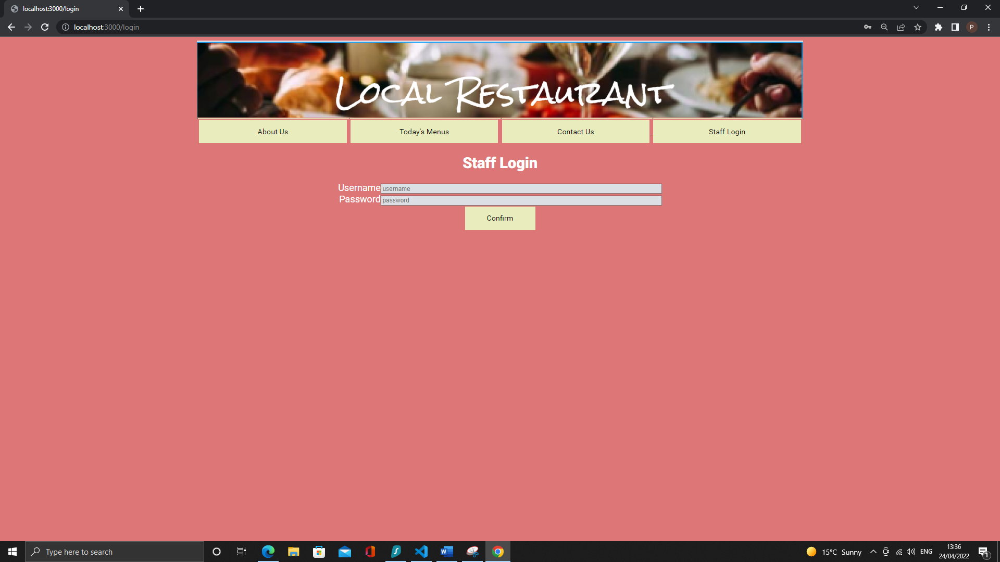 localhost:3000/login
localhost:3000/login
P
Local Restaurant
About Us
Today's Menus
Contact Us
Staff Login
Staff Login
Username username
Password password
Confirm
Type here to search
15°C Sunny
ENG
13:36
24/04/2022
1